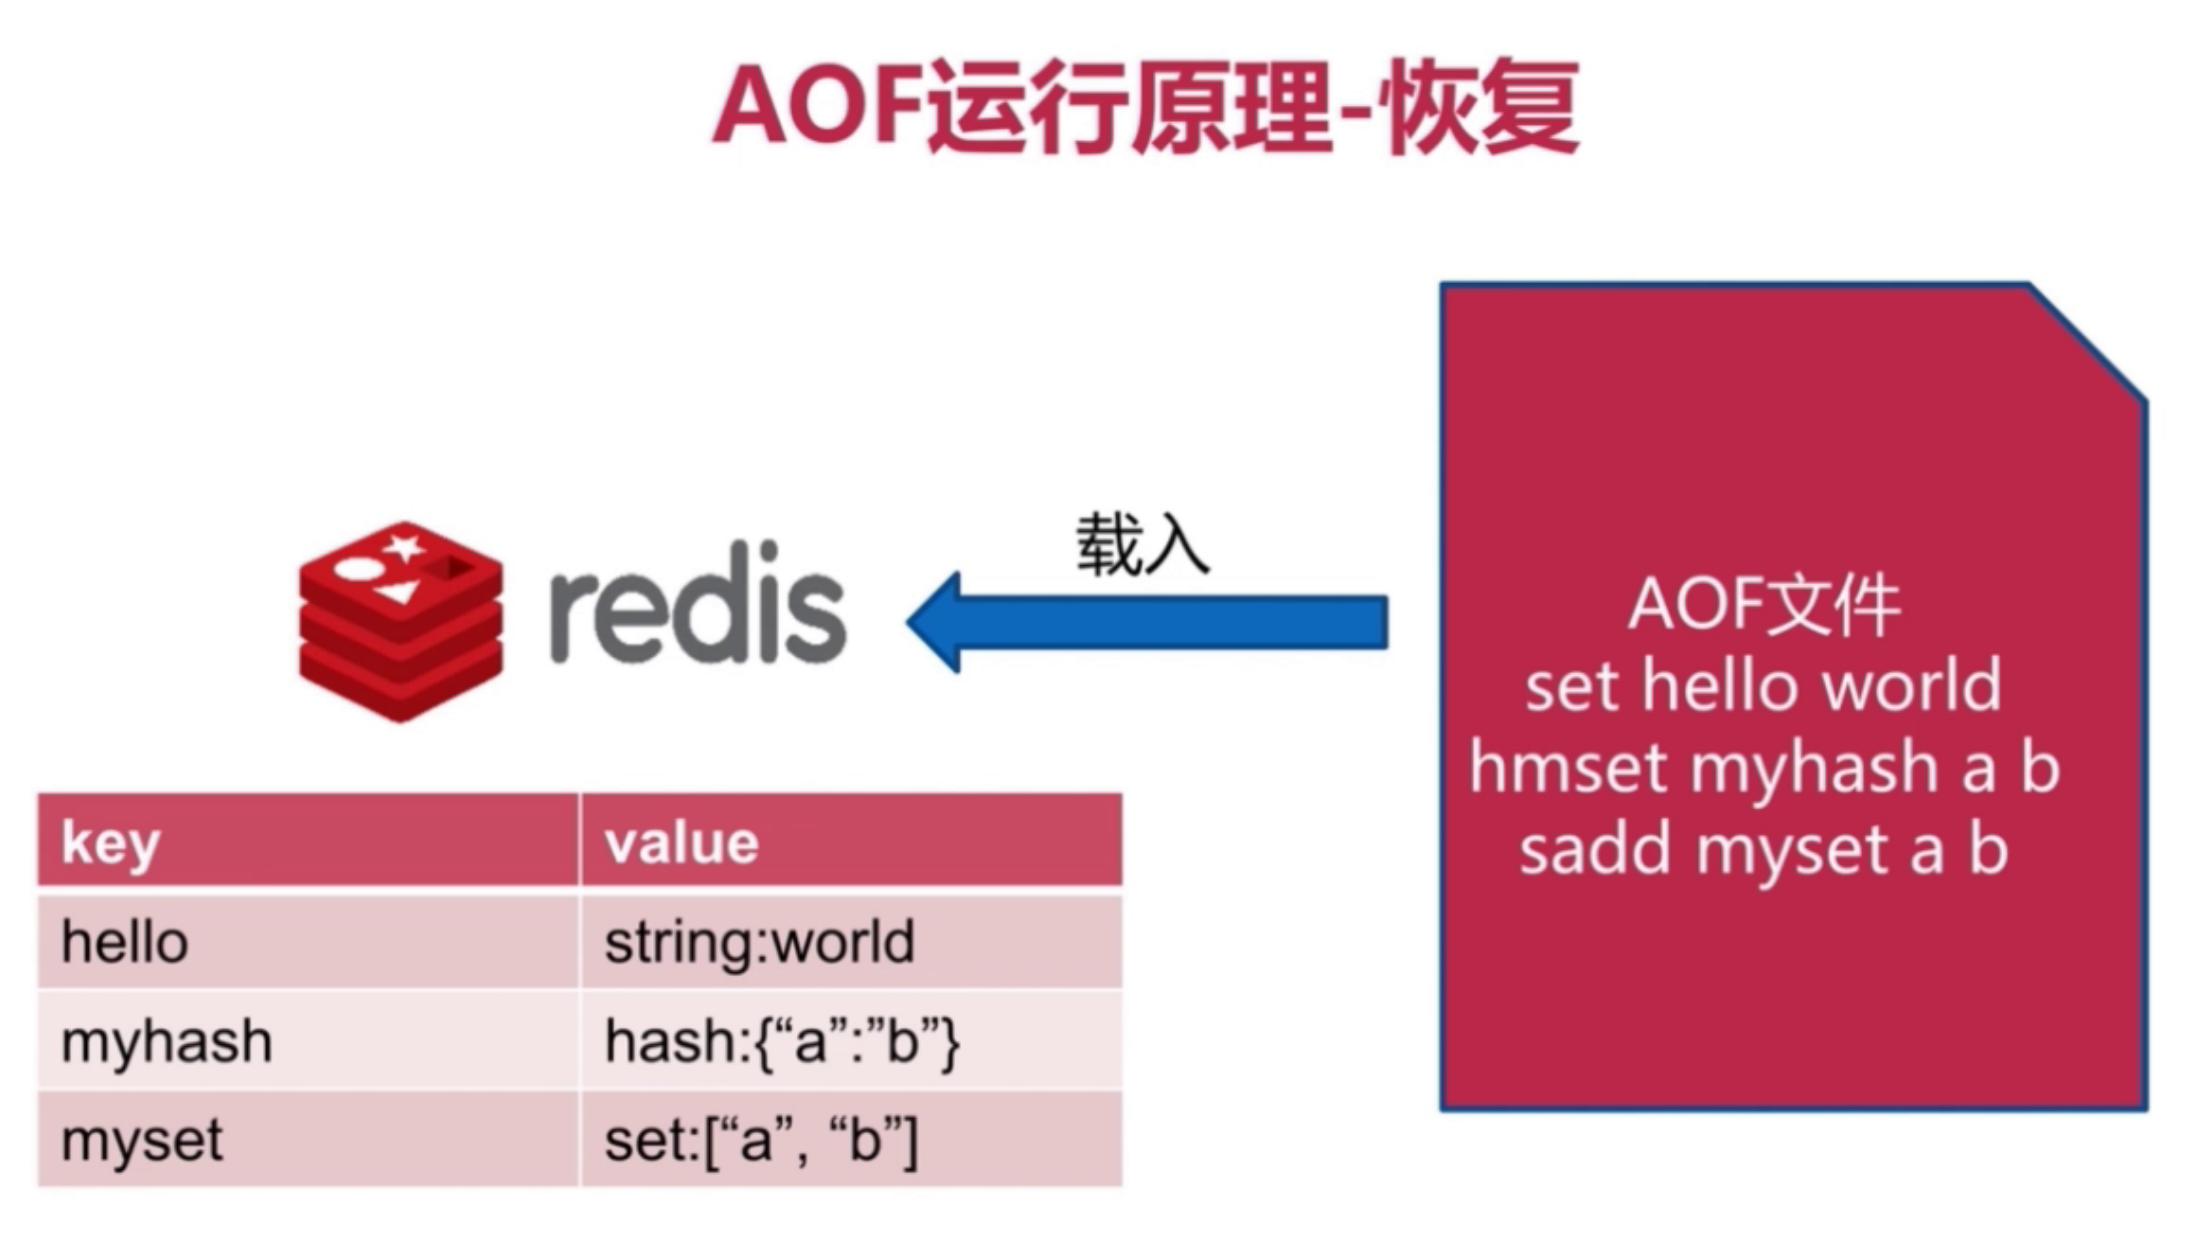 AOF运行原理-恢复
载入
redis
AOF文件
set hello world
hmset myhash a b
sadd myset a b
key value
hello string:world
myhash hash:{“a”:”b”}
myset set:[“a”, “b”]